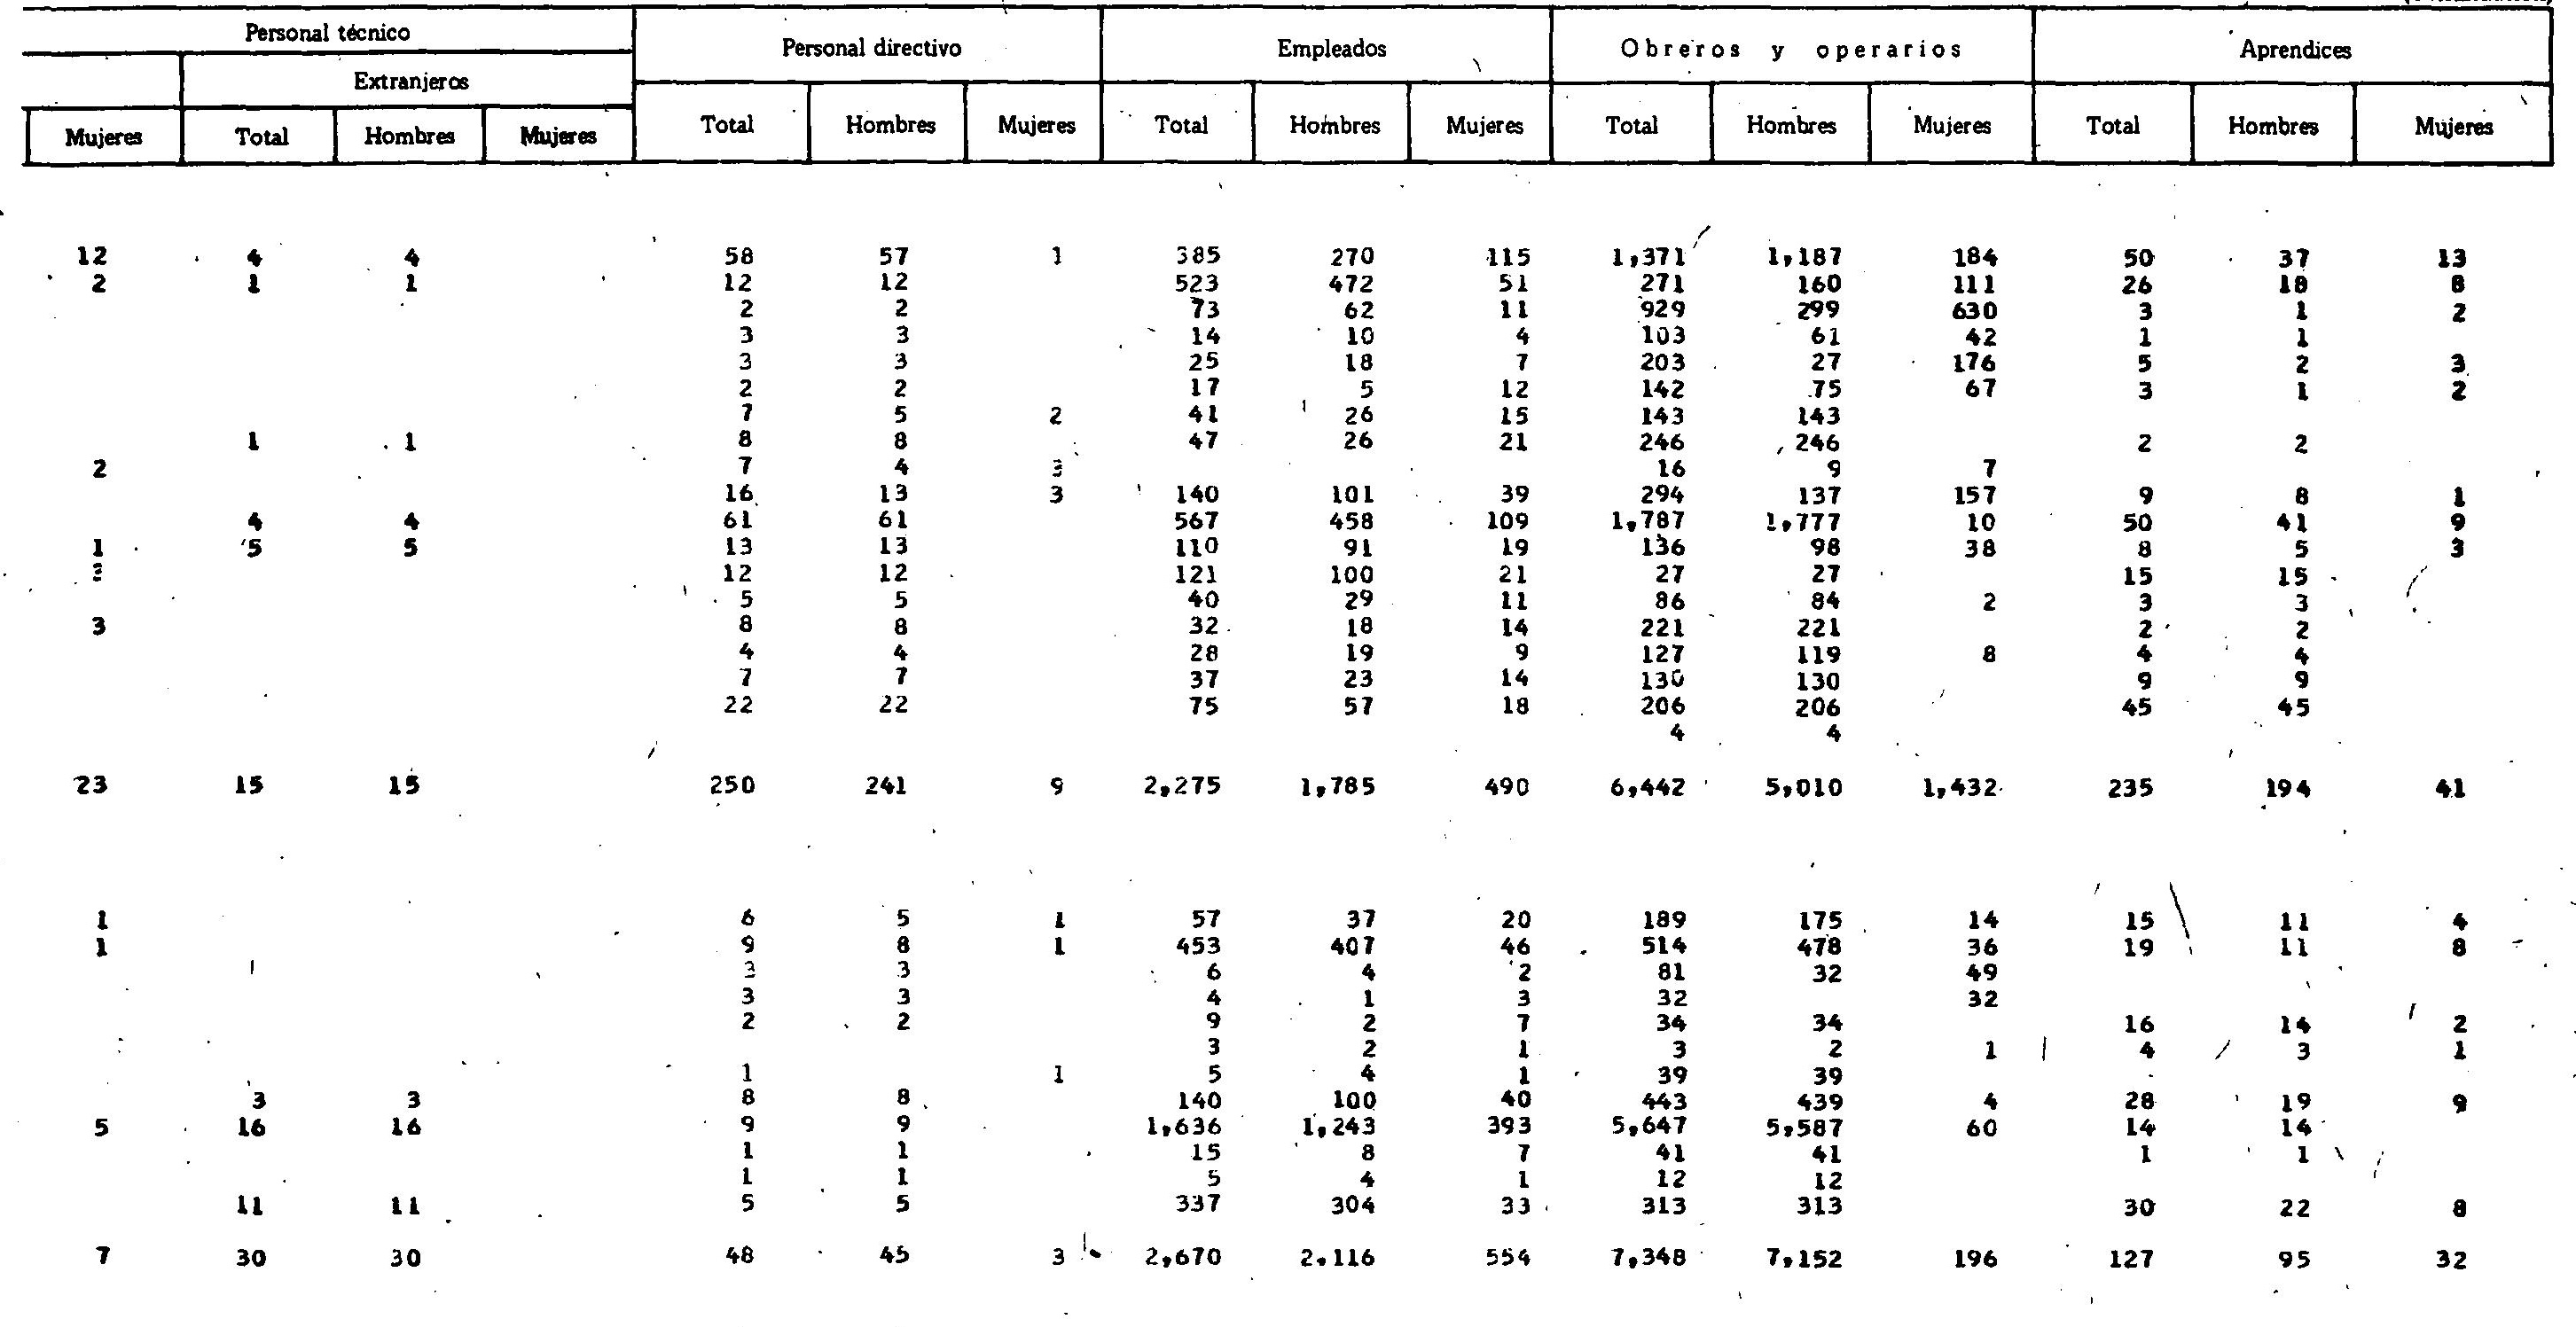 Personal técnico Personal directivo Empleados Obreros y operarios Aprendices
Extranjeros
Mujeres Total Hombres Mujeres Total Hombres Mujeres Total Hombres Mujeres Total Hombres Mujeres Total Hombres Mujeres
12 4 4 58 57 1 385 270 115 1,371 1,187 184 50 37 13
2 1 1 12 12 523 472 51 271 160 111 26 18 8
2 2 73 62 11 929 299 630 3 1 2
3 3 14 10 4 103 61 42 1 1
3 3 25 18 7 203 27 176 5 2 3
2 2 17 5 12 142 75 67 3 1 2
7 5 2 41 26 15 143 143
1 1 8 8 47 26 21 246 246 2 2
2 7 4 3 16 9 7
16 13 3 140 101 39 294 137 157 9 8 1
4 4 61 61 567 458 109 1,787 1,777 10 50 41 9
1 5 5 13 13 110 91 19 136 98 38 8 5 3
12 12 121 100 21 27 27 15 15
5 5 40 29 11 86 84 2 3 3
3 8 8 32 18 14 221 221 2 2
4 4 28 19 9 127 119 8 4 4
7 7 37 23 14 130 130 9 9
22 22 75 57 18 206 206 45 45
4 4
23 15 15 250 241 9 2,275 1,785 490 6,442 5,010 1,432 235 194 41
1 6 5 1 57 37 20 189 175 14 15 11 4
1 9 8 1 453 407 46 514 478 36 19 11 8
3 3 6 4 2 81 32 49
3 3 4 1 3 32 32
2 2 9 2 7 34 34 16 14 2
3 2 1 3 2 1 4 3 1
1 1 5 4 1 39 39
3 3 8 8 140 100 40 443 439 4 28 19 9
5 16 16 9 9 1,636 1,243 393 5,647 5,587 60 14 14
1 1 15 8 7 41 41 1 1
1 1 5 4 1 12 12
11 11 5 5 337 304 33 313 313 30 22 8
7 30 30 48 45 3 2,670 2.116 554 7,348 7,152 196 127 95 32